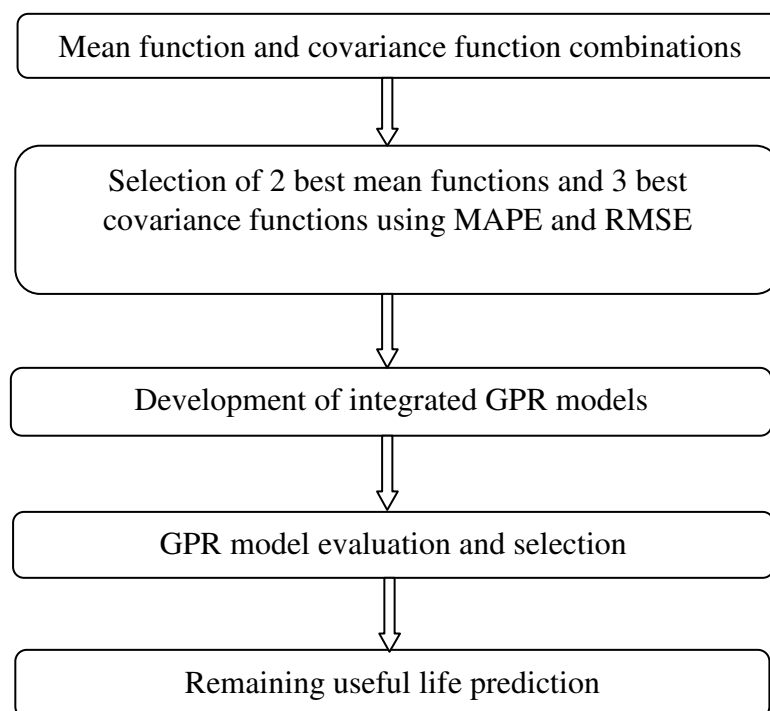 Mean function and covariance function combinations
Selection of 2 best mean functions and 3 best
covariance functions using MAPE and RMSE
Development of integrated GPR models
GPR model evaluation and selection
Remaining useful life prediction